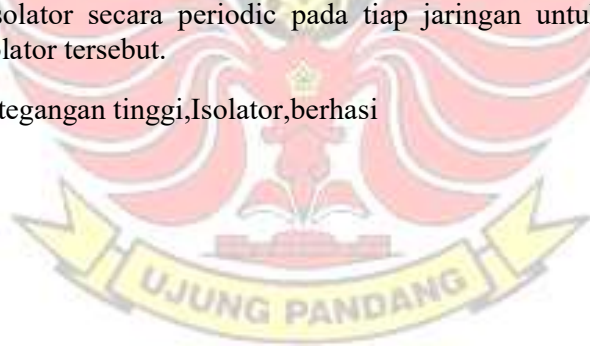 solator secara periodic pada tiap jaringan untu
lator tersebut.
tegangan tinggi,Isolator,berhasi
UJUNG PANDANG